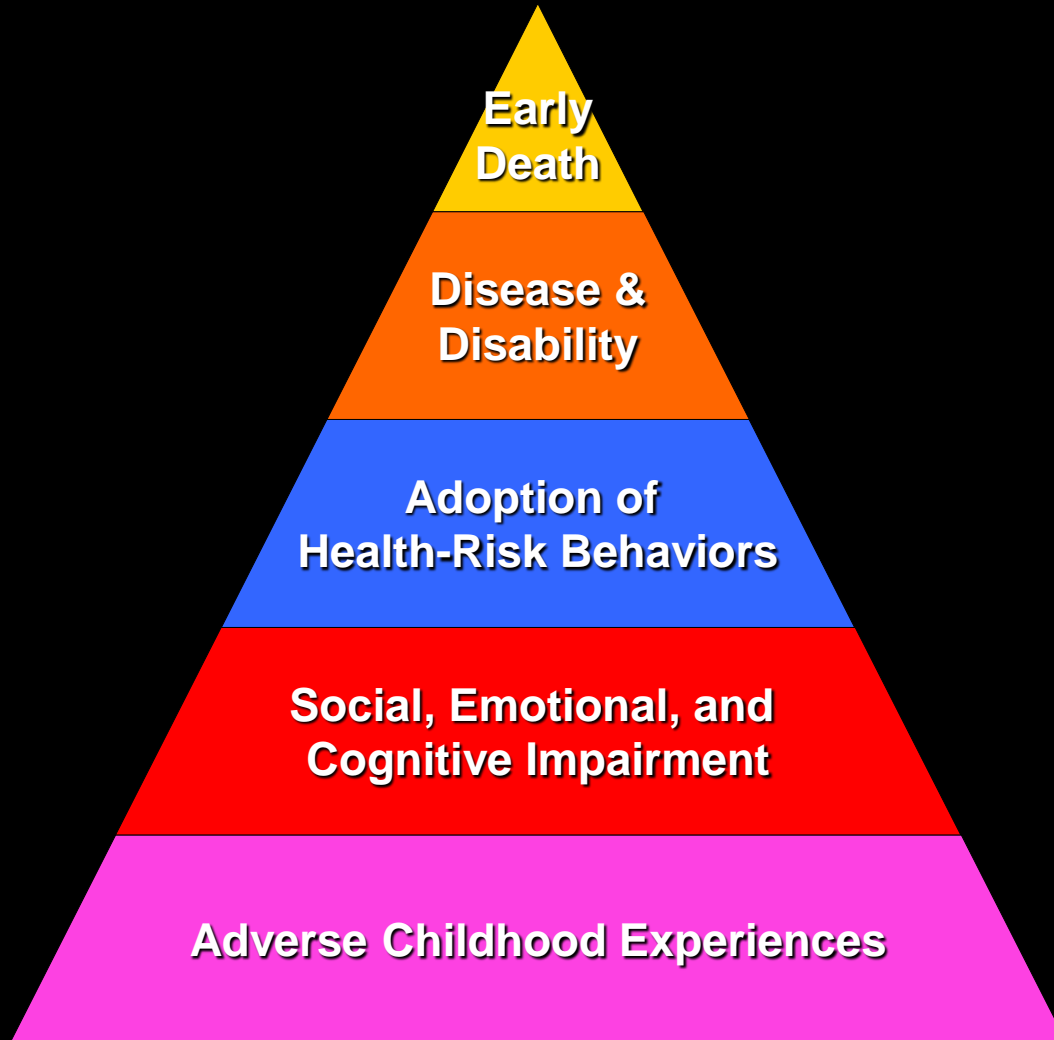 Early
Death
Disease &
Disability
Adoption of
Health-Risk Behaviors
Social, Emotional, and
Cognitive Impairment
Adverse Childhood Experiences